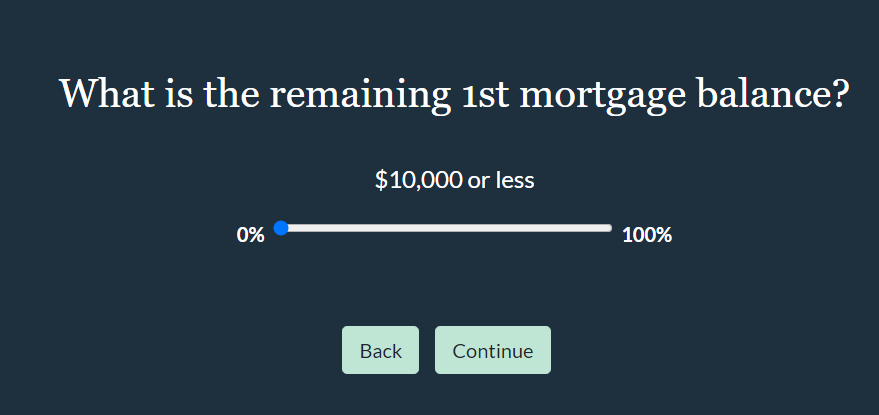 What is the remaining 1st mortgage balance?
$10,000 or less
0% 100%
Back Continue